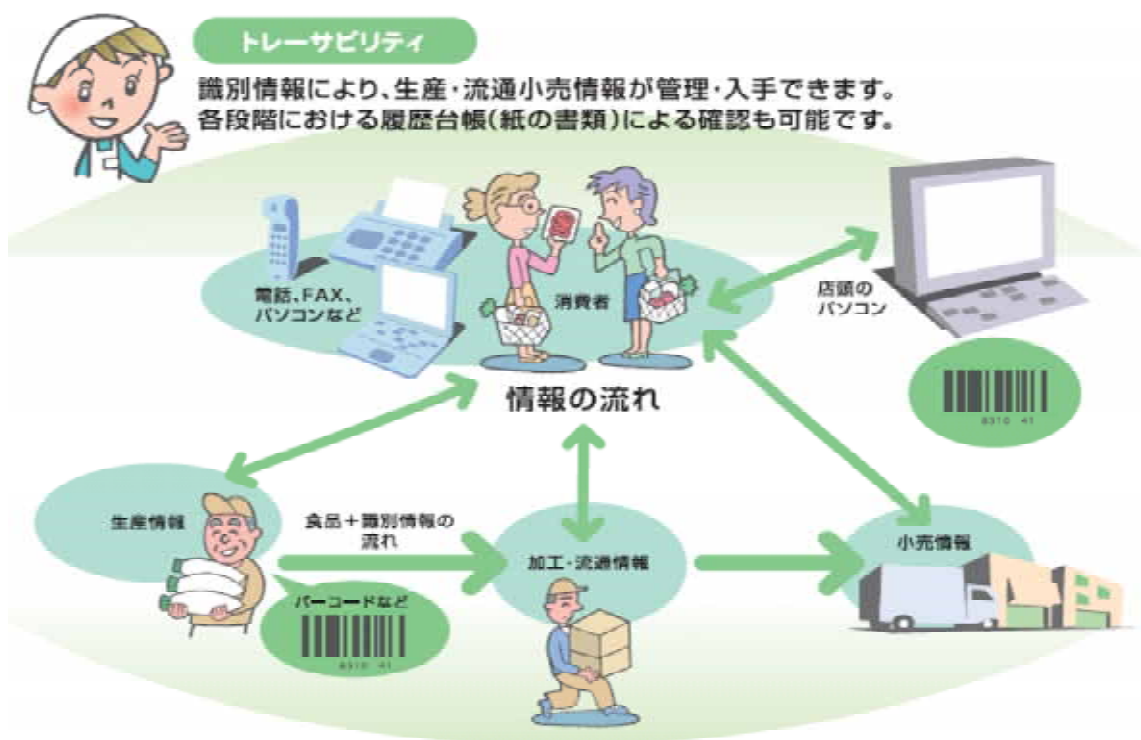 トレーサビリティ
識別情報により、生産・流通小売情報が管理・入手できます。
各段階における履歴台帳(紙の書類)による確認も可能です。
電話、FAX、
パソコンなど
消費者
店頭の
パソコン
情報の流れ
8310 41
生産情報
食品＋識別情報の
流れ
加工・流通情報
小売情報
バーコードなど
8310 41